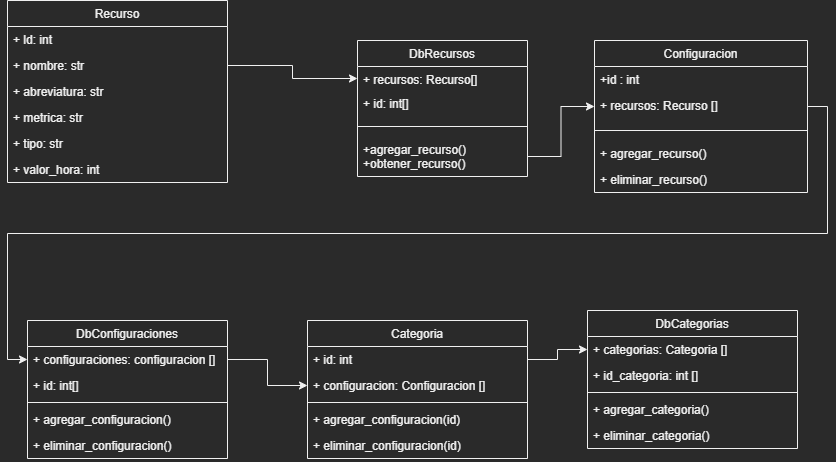 Recurso
+ Id: int
+ nombre: str
+ abreviatura: str
+ metrica: str
+ tipo: str
+ valor_hora: int
DbRecursos
+ recursos: Recurso[]
+ id: int[]
+agregar_recurso()
+obtener_recurso()
Configuracion
+id : int
+ recursos: Recurso []
+ agregar_recurso()
+ eliminar_recurso()
DbConfiguraciones
+ configuraciones: configuracion []
+ id: int[]
+ agregar_configuracion()
+ eliminar_configuracion()
Categoria
+ id: int
+ configuracion: Configuracion []
+ agregar_configuracion(id)
+ eliminar_configuracion(id)
DbCategorias
+ categorias: Categoria []
+ id_categoria: int []
+ agregar_categoria()
+ eliminar_categoria()